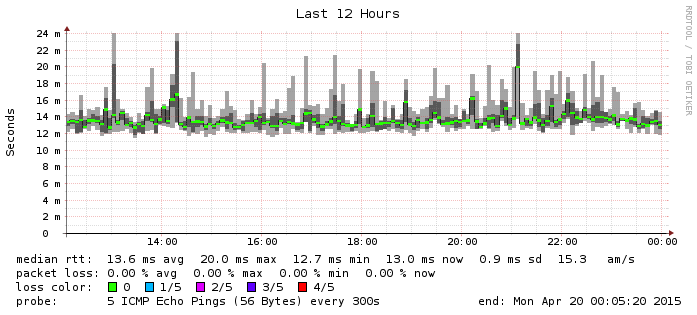 Last 12 Hours
RRDTOOL / TOBI OETIKER
Seconds
24 m
22 m
20 m
18 m
16 m
14 m
12 m
10 m
8 m
6 m
4 m
2 m
0
14:00 16:00 18:00 20:00 22:00 00:00
median rtt: 13.6 ms avg 20.0 ms max 12.7 ms min 13.0 ms now 0.9 ms sd 15.3 am/s
packet loss: 0.00 % avg 0.00 % max 0.00 % min 0.00 % now
loss color: 0 1/5 2/5 3/5 4/5
probe: 5 ICMP Echo Pings (56 Bytes) every 300s end: Mon Apr 20 00:05:20 2015